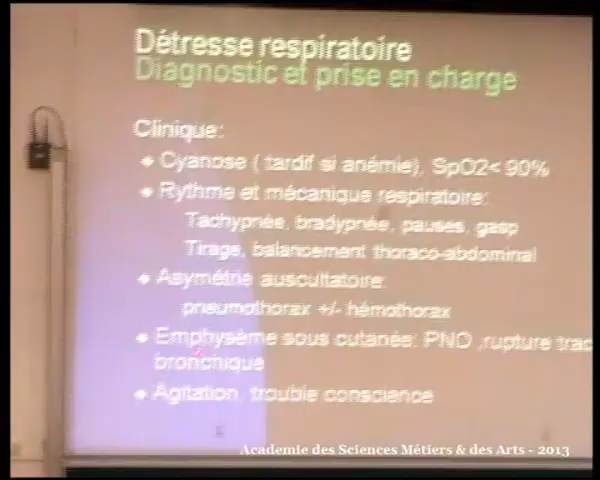 Détresse respiratoire
Diagnostic et prise en charge
Clinique:
Cyanose ( tardif si anémie), SpO2< 90%
Rythme et mécanique respiratoire:
Tachypnée, bradypnée, pauses, gasp
Tirage, balancement thoraco-abdominal
Asymétrie auscultatoire:
pneumothorax +/- hémothorax
Emphysème sous cutanée: PNO ,rupture trac
bronchique
Agitation, trouble conscience
Academie des Sciences Métiers & des Arts - 2013